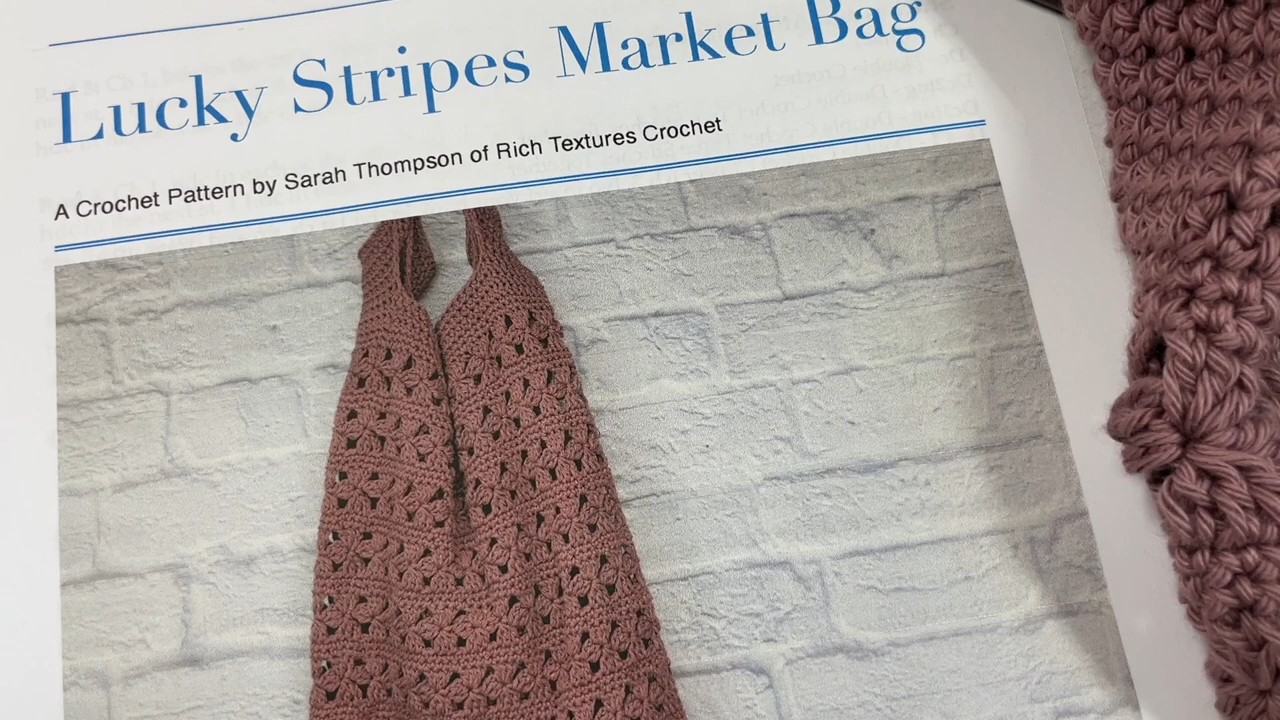 Lucky Stripes Market Bag
A Crochet Pattern by Sarah Thompson of Rich Textures Crochet